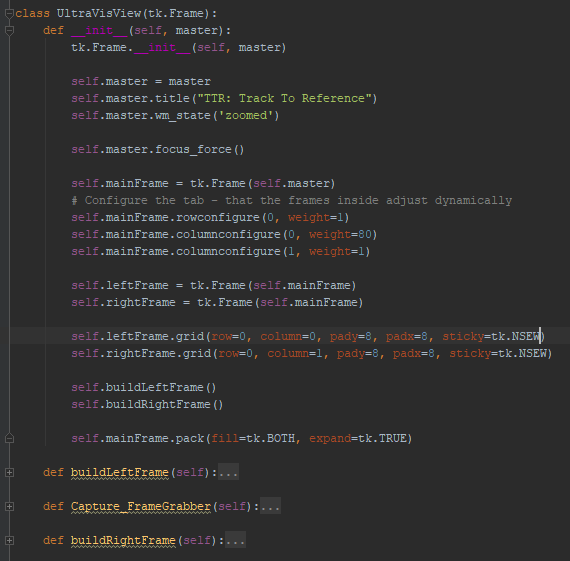 class UltraVisView(tk.Frame):
    def __init__(self, master):
        tk.Frame.__init__(self, master)

        self.master = master
        self.master.title("TTR: Track To Reference")
        self.master.wm_state('zoomed')

        self.master.focus_force()

        self.mainFrame = tk.Frame(self.master)
        # Configure the tab - that the frames inside adjust dynamically
        self.mainFrame.rowconfigure(0, weight=1)
        self.mainFrame.columnconfigure(0, weight=80)
        self.mainFrame.columnconfigure(1, weight=1)

        self.leftFrame = tk.Frame(self.mainFrame)
        self.rightFrame = tk.Frame(self.mainFrame)

        self.leftFrame.grid(row=0, column=0, pady=8, padx=8, sticky=tk.NSEW)
        self.rightFrame.grid(row=0, column=1, pady=8, padx=8, sticky=tk.NSEW)

        self.buildLeftFrame()
        self.buildRightFrame()

        self.mainFrame.pack(fill=tk.BOTH, expand=tk.TRUE)

    def buildLeftFrame(self):...

    def Capture_FrameGrabber(self):...

    def buildRightFrame(self):...